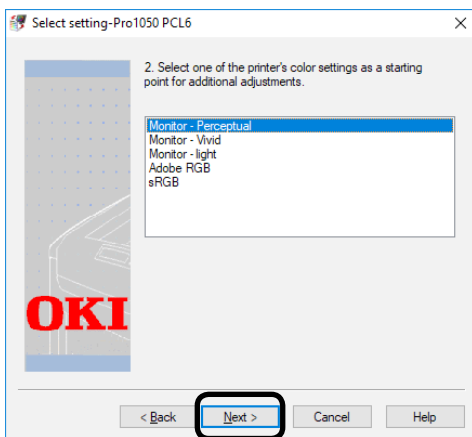 Select setting-Pro1050 PCL6
2. Select one of the printer's color settings as a starting
point for additional adjustments.
Monitor - Perceptual
Monitor - Vivid
Monitor - light
Adobe RGB
sRGB
OKI
< Back
Next >
Cancel
Help